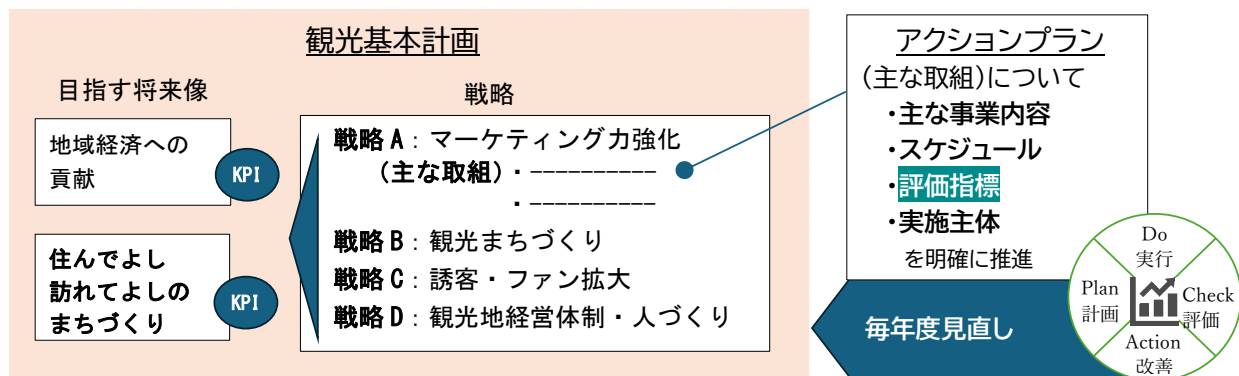 観光基本計画
目指す将来像
地域経済への
貢献
KPI
住んでよし
訪れてよしの
まちづくり
KPI
戦略
戦略A：マーケティング力強化
(主な取組)・----------
・----------
戦略B：観光まちづくり
戦略C：誘客・ファン拡大
戦略D：観光地経営体制・人づくり
アクションプラン
(主な取組)について
・主な事業内容
・スケジュール
・評価指標
・実施主体
を明確に推進
毎年度見直し
Do
実行
Plan
計画
Check
評価
Action
改善